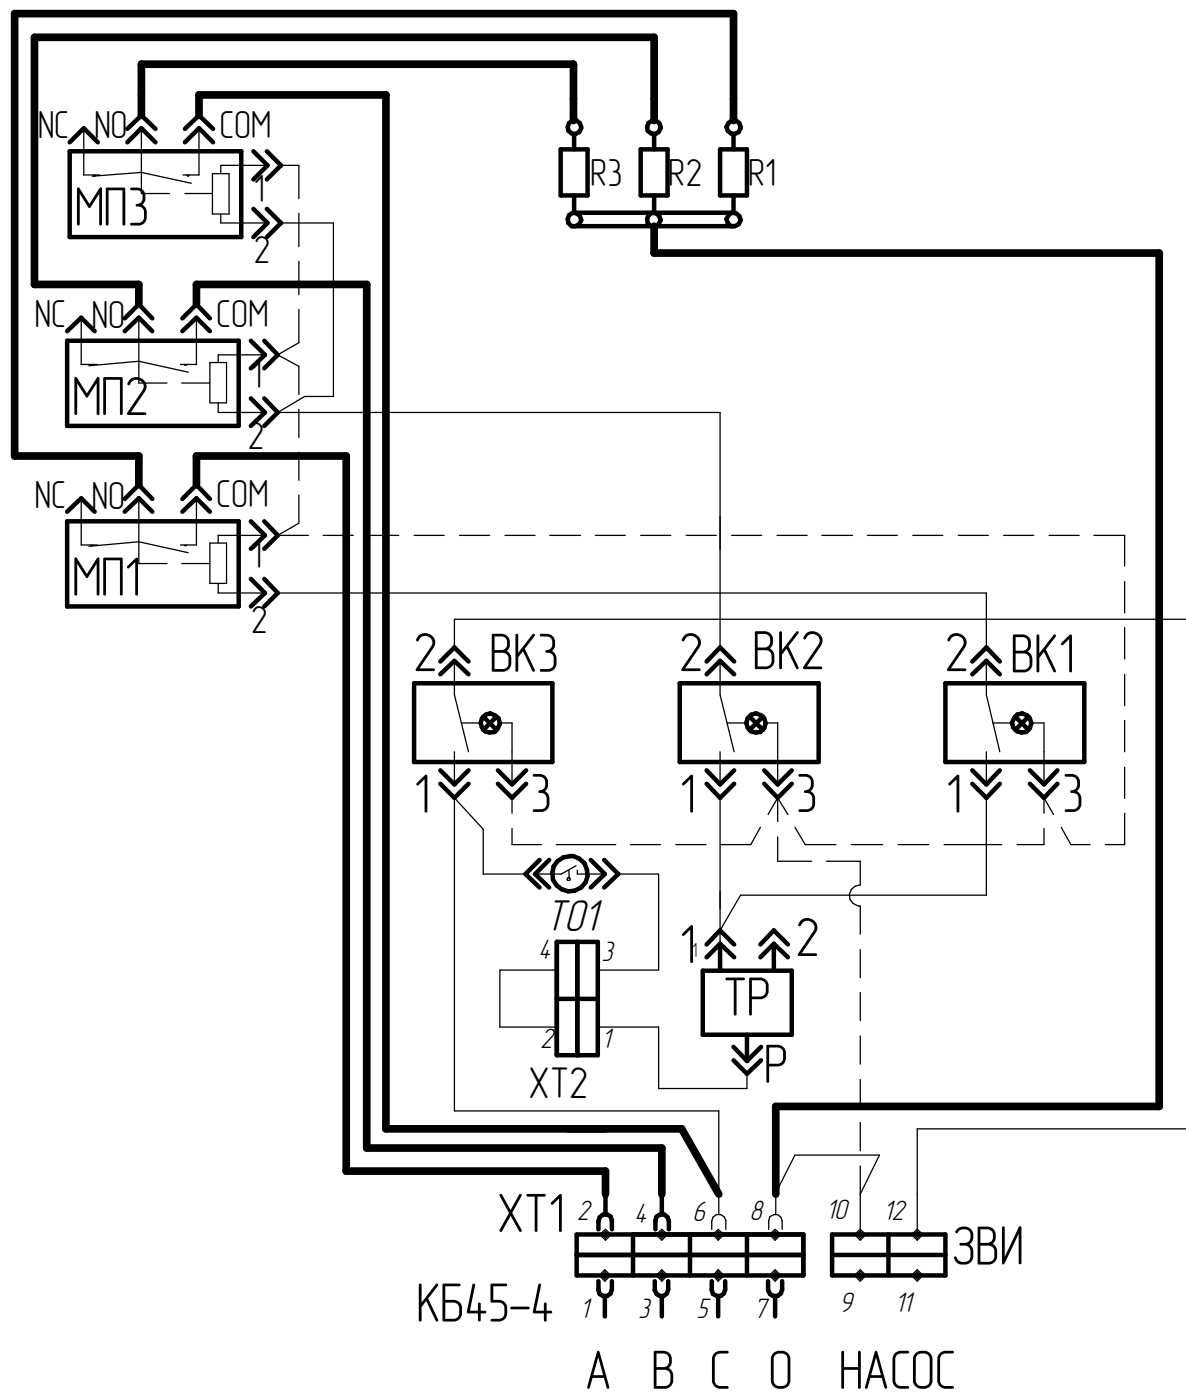 NC NO COM
R3 R2 R1
МП3 1
2
NC NO COM
МП2 1
2
NC NO COM
МП1 1
2
2 ВК3 2 ВК2 2 ВК1
1 3 1 3 1 3
ТО1
4 3 1 1 2
ТР
2 1 Р
ХТ2
ХТ1 2 4 6 8 10 12
ЗВИ
КБ45-4 1 3 5 7 9 11
А В С О НАСОС